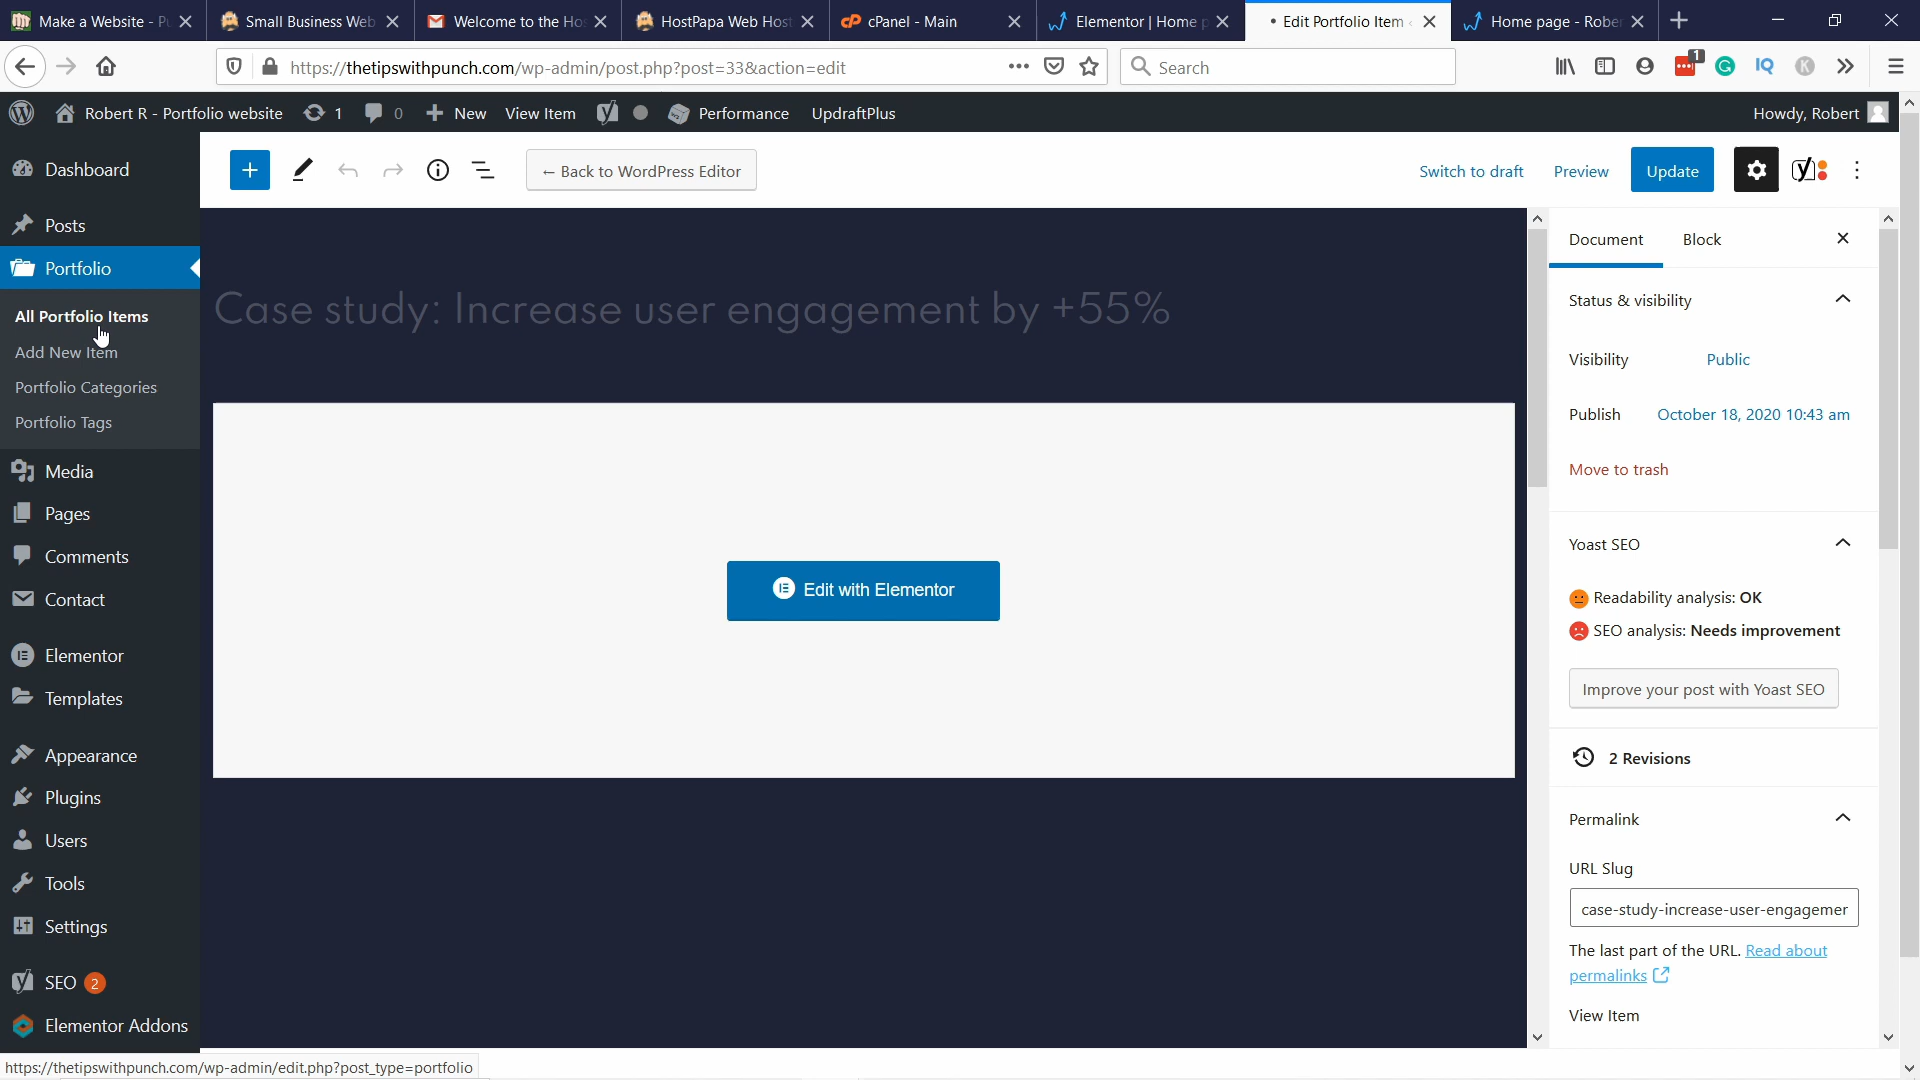 Make a Website - P
Small Business Web
Welcome to the Ho
HostPapa Web Host
cPanel - Main
Elementor | Home p
• Edit Portfolio Item
Home page - Rober
https://thetipswithpunch.com/wp-admin/post.php?post=33&action=edit
Search
1
Robert R - Portfolio website
1
0
New
View Item
Performance
UpdraftPlus
Howdy, Robert
Dashboard
Posts
Portfolio
All Portfolio Items
Add New Item
Portfolio Categories
Portfolio Tags
Media
Pages
Comments
Contact
Elementor
Templates
Appearance
Plugins
Users
Tools
Settings
SEO 2
Elementor Addons
← Back to WordPress Editor
Switch to draft
Preview
Update
Case study: Increase user engagement by +55%
Edit with Elementor
Document
Block
Status & visibility
Visibility Public
Publish October 18, 2020 10:43 am
Move to trash
Yoast SEO
Readability analysis: OK
SEO analysis: Needs improvement
Improve your post with Yoast SEO
2 Revisions
Permalink
URL Slug
case-study-increase-user-engagemer
The last part of the URL. Read about
permalinks
View Item
https://thetipswithpunch.com/wp-admin/edit.php?post_type=portfolio